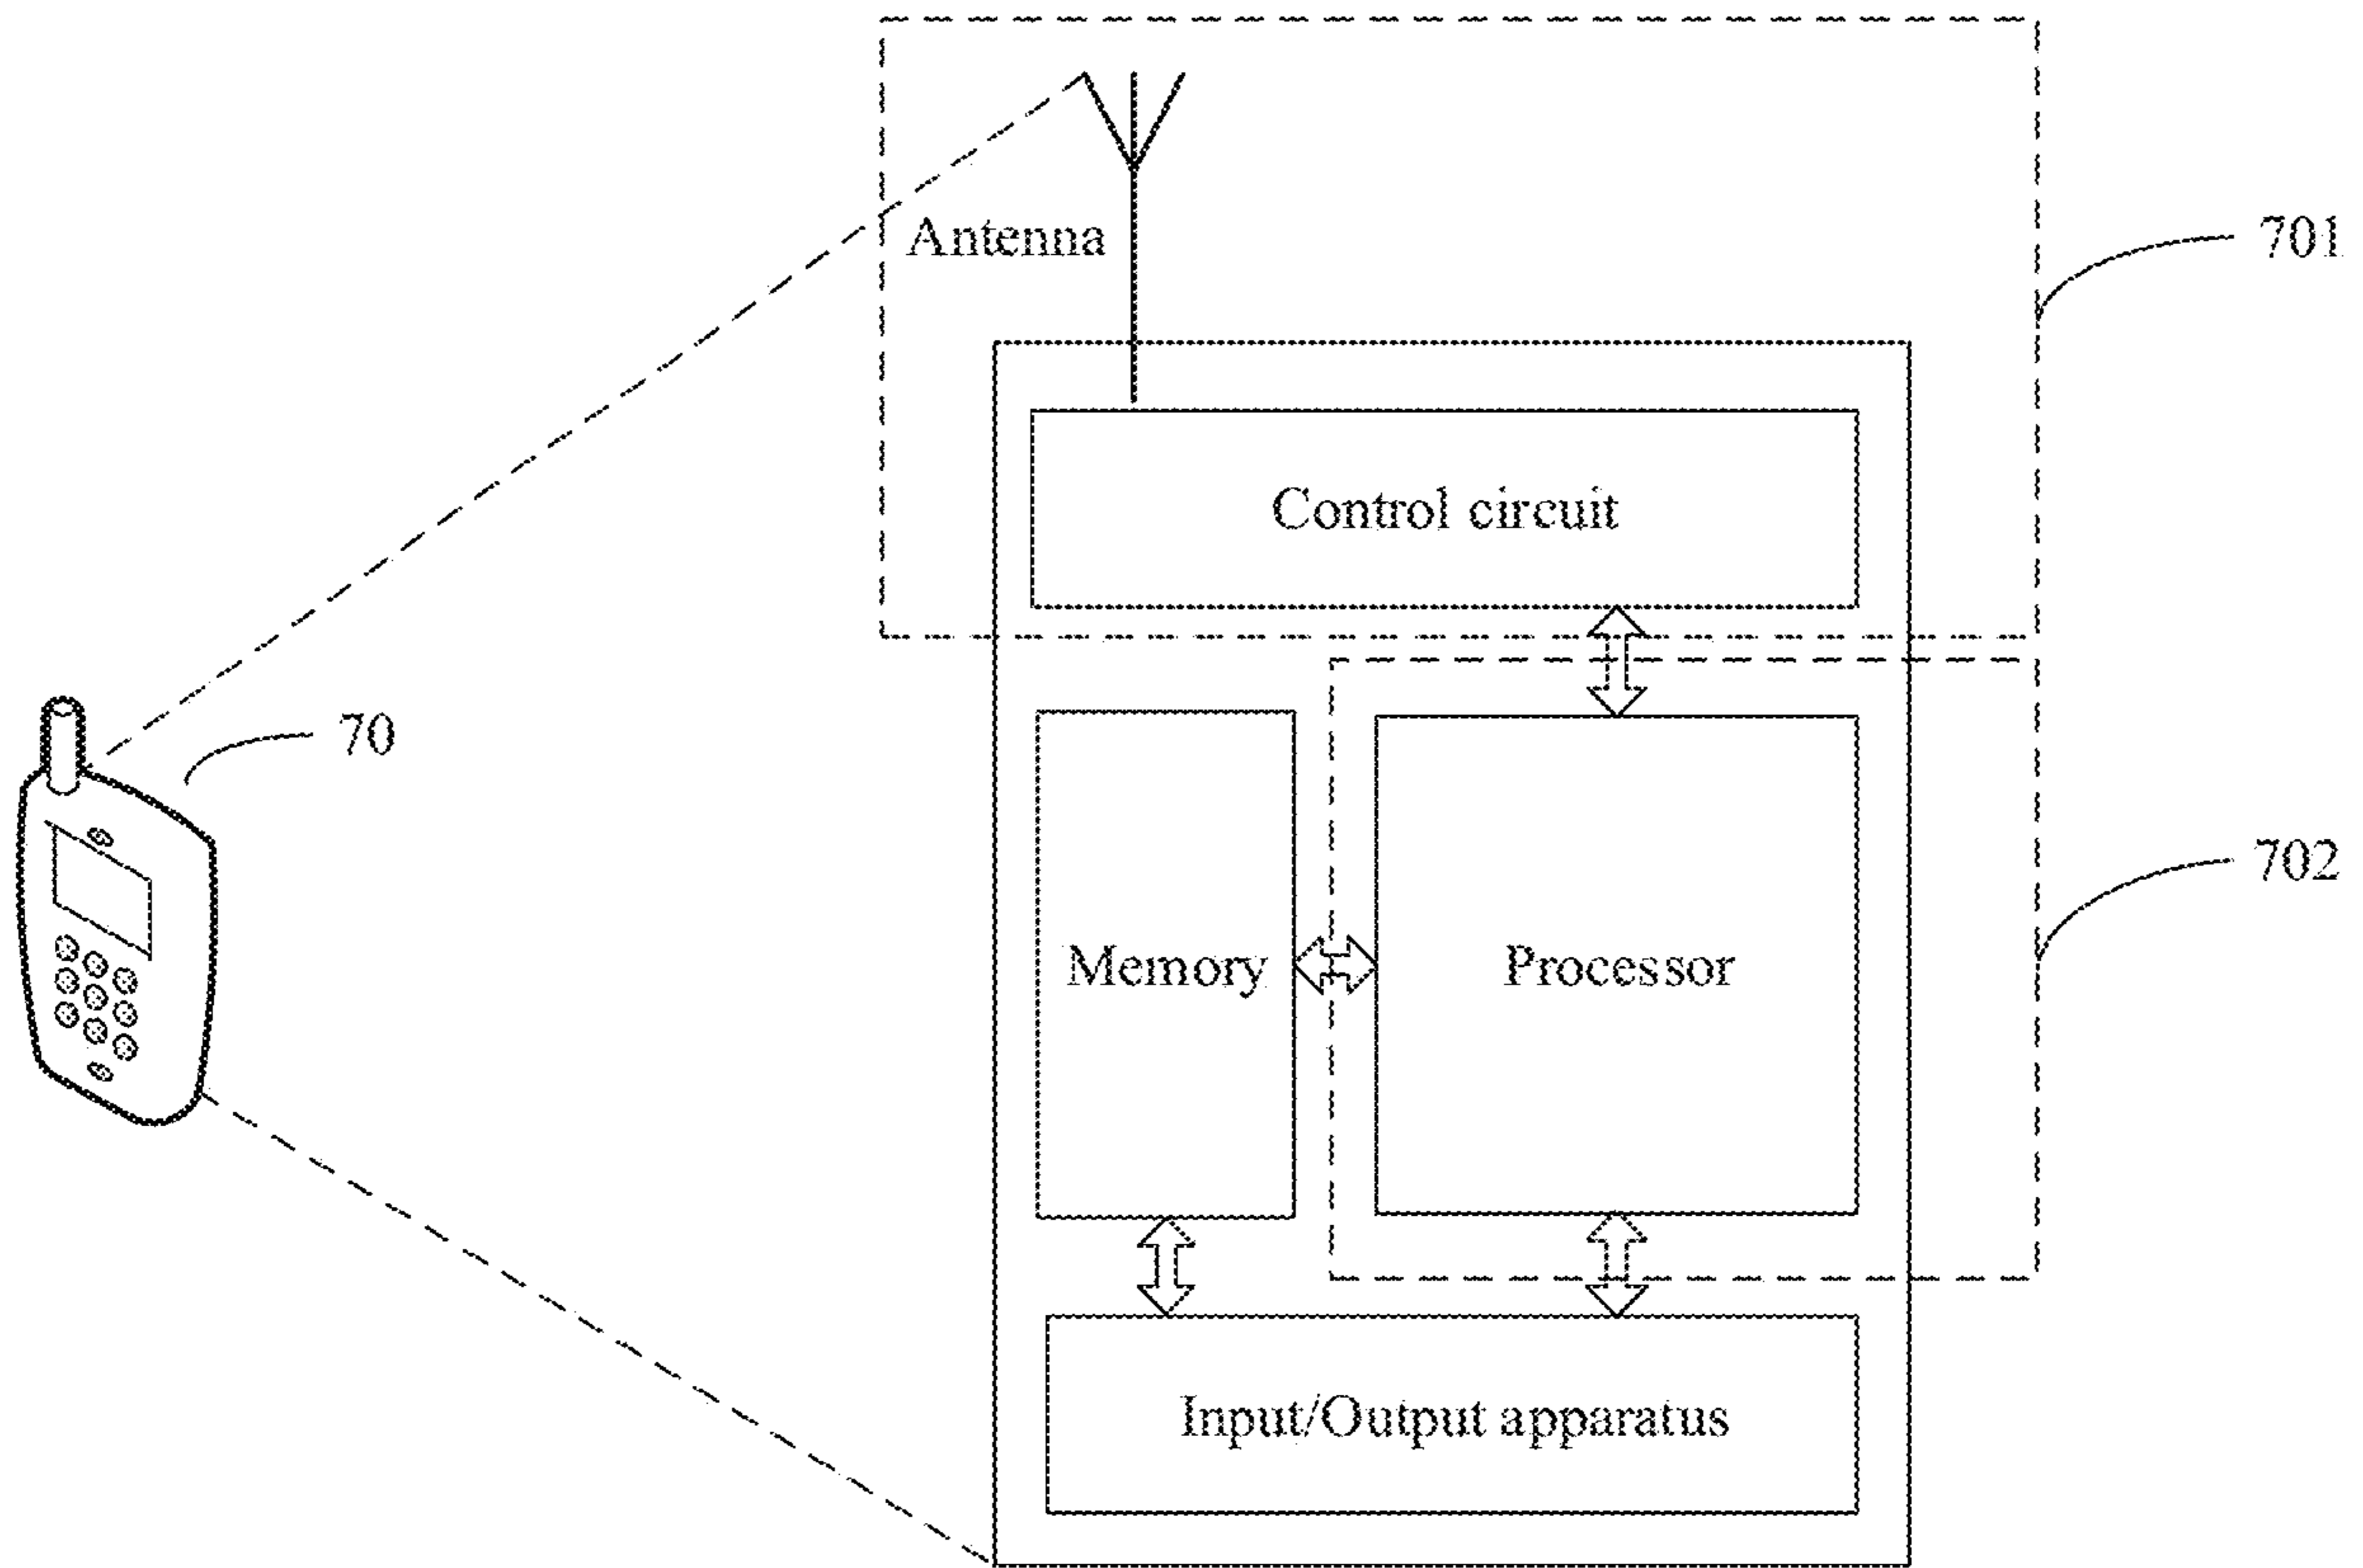 Antenna
701
Control circuit
70
702
Memory
Processor
Input/Output apparatus